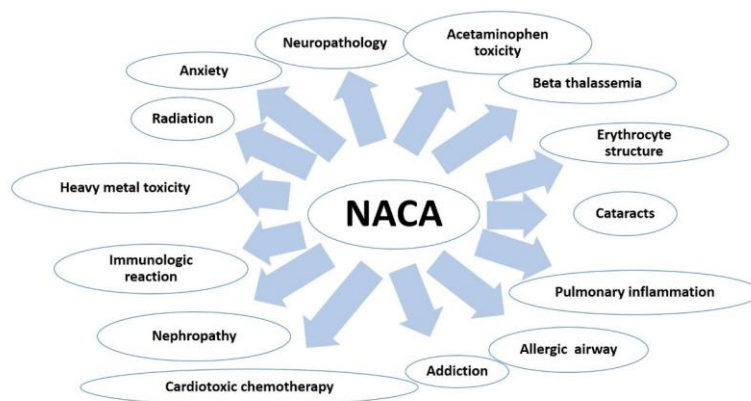 Neuropathology
Acetaminophen
toxicity
Anxiety
Beta thalassemia
Radiation
Erythrocyte
structure
Heavy metal toxicity
NACA
Cataracts
Immunologic
reaction
Pulmonary inflammation
Nephropathy
Allergic airway
Addiction
Cardiotoxic chemotherapy